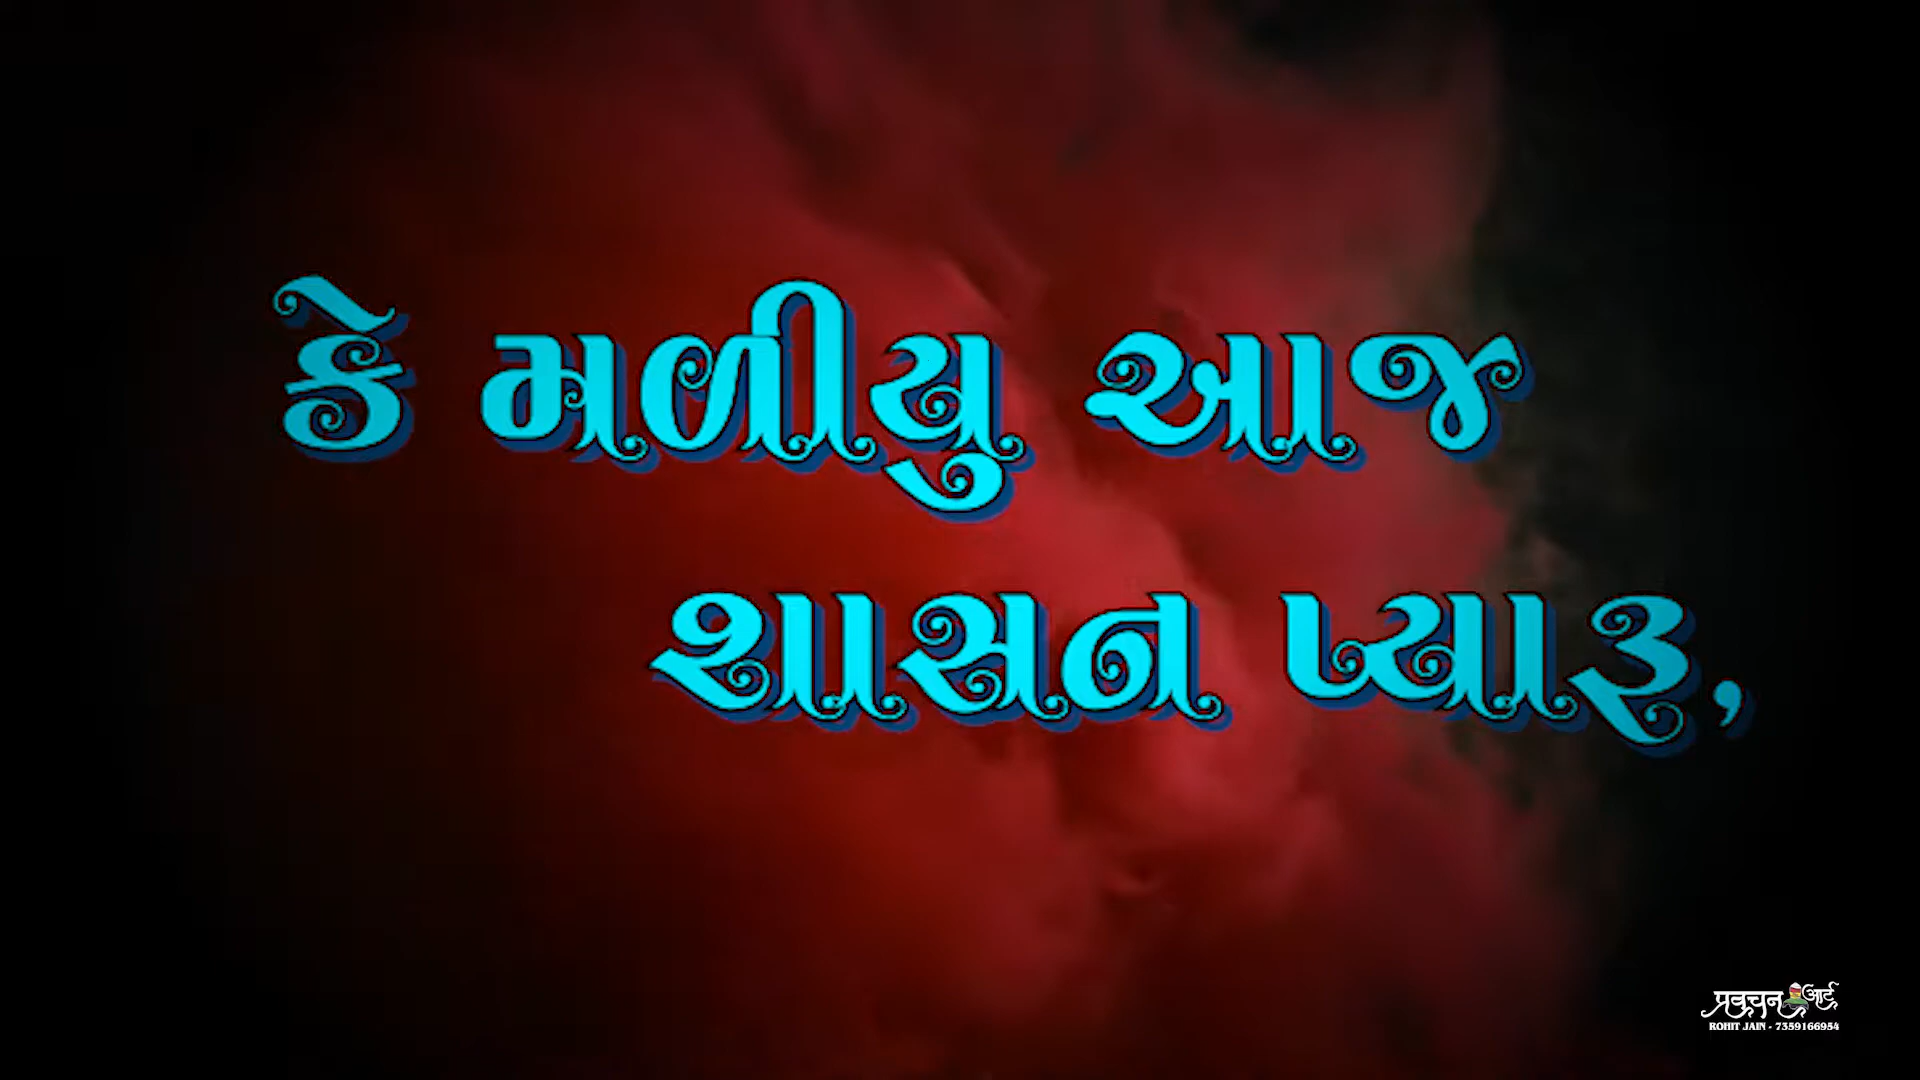 કે મળીયુ આજ
શાસન પ્યારૂ,
प्रवचन आर्ट
ROHIT JAIN - 7359166954